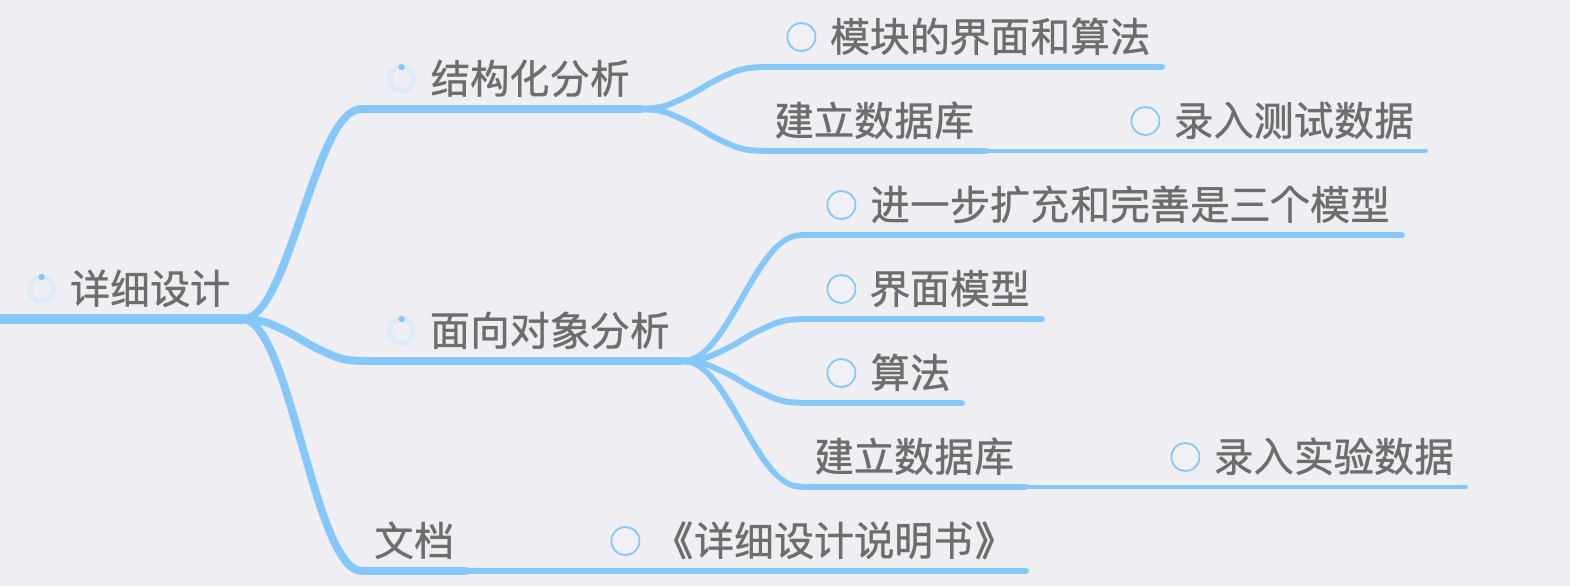 模块的界面和算法
结构化分析
建立数据库
录入测试数据
进一步扩充和完善是三个模型
详细设计
界面模型
面向对象分析
算法
建立数据库
录入实验数据
文档
《详细设计说明书》